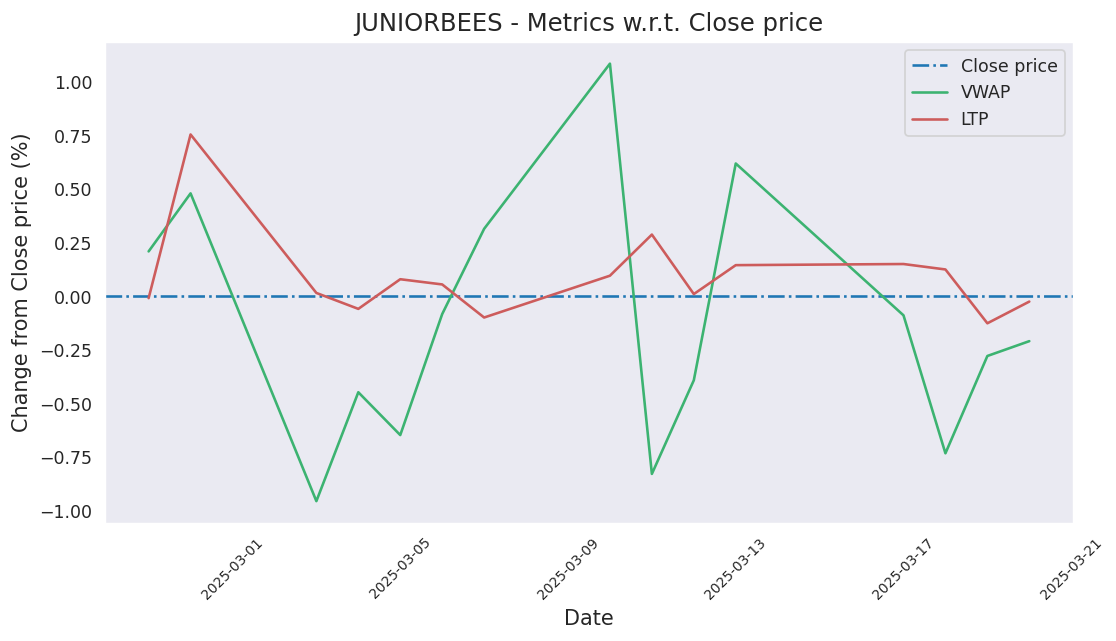 JUNIORBEES - Metrics w.r.t. Close price
Close price
VWAP
LTP
Change from Close price (%)
1.00
0.75
0.50
0.25
0.00
−0.25
−0.50
−0.75
−1.00
2025-03-01
2025-03-05
2025-03-09
2025-03-13
2025-03-17
2025-03-21
Date